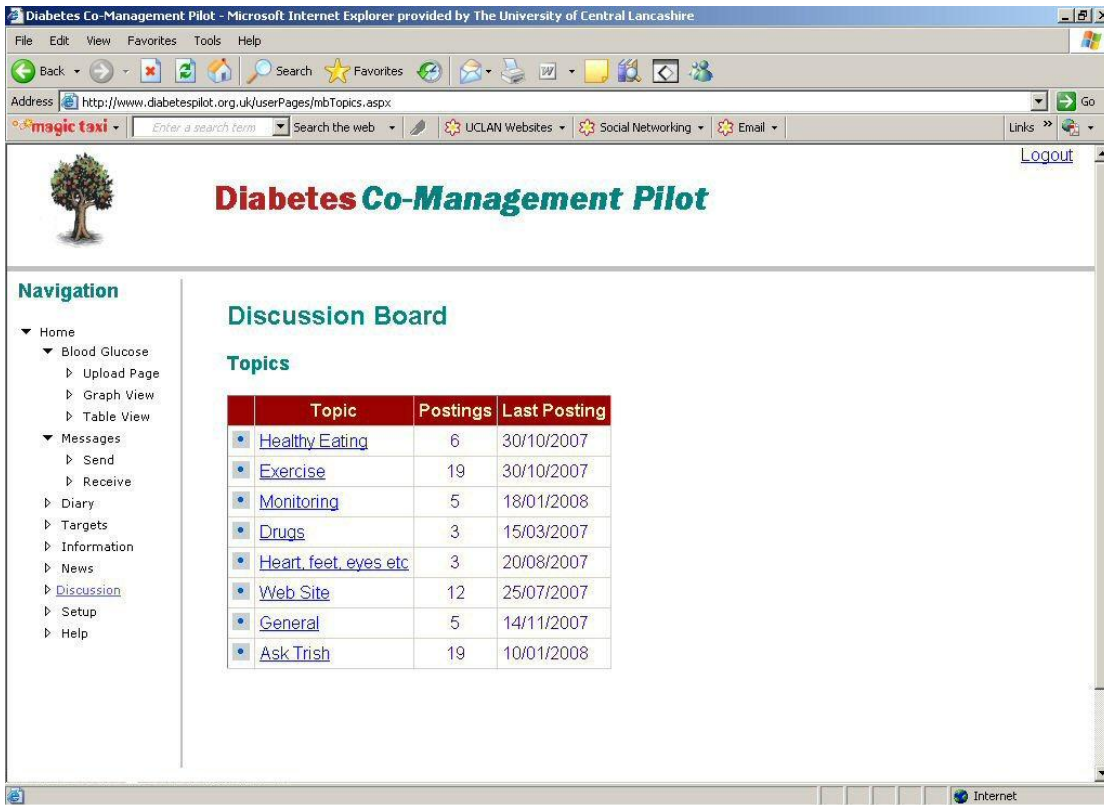 Diabetes Co-Management Pilot - Microsoft Internet Explorer provided by The University of Central Lancashire
File Edit View Favorites Tools Help
Back Search Favorites
Address http://www.diabetespilot.org.uk/userPages/mbTopics.aspx Go
magic taxi Enter a search term Search the web UCLAN Websites Social Networking Email Links »
Logout
Diabetes Co-Management Pilot
Navigation
Home
Blood Glucose
Upload Page
Graph View
Table View
Messages
Send
Receive
Diary
Targets
Information
News
Discussion
Setup
Help
Discussion Board
Topics
Topic Postings Last Posting
Healthy Eating 6 30/10/2007
Exercise 19 30/10/2007
Monitoring 5 18/01/2008
Drugs 3 15/03/2007
Heart, feet, eyes etc 3 20/08/2007
Web Site 12 25/07/2007
General 5 14/11/2007
Ask Trish 19 10/01/2008
Internet